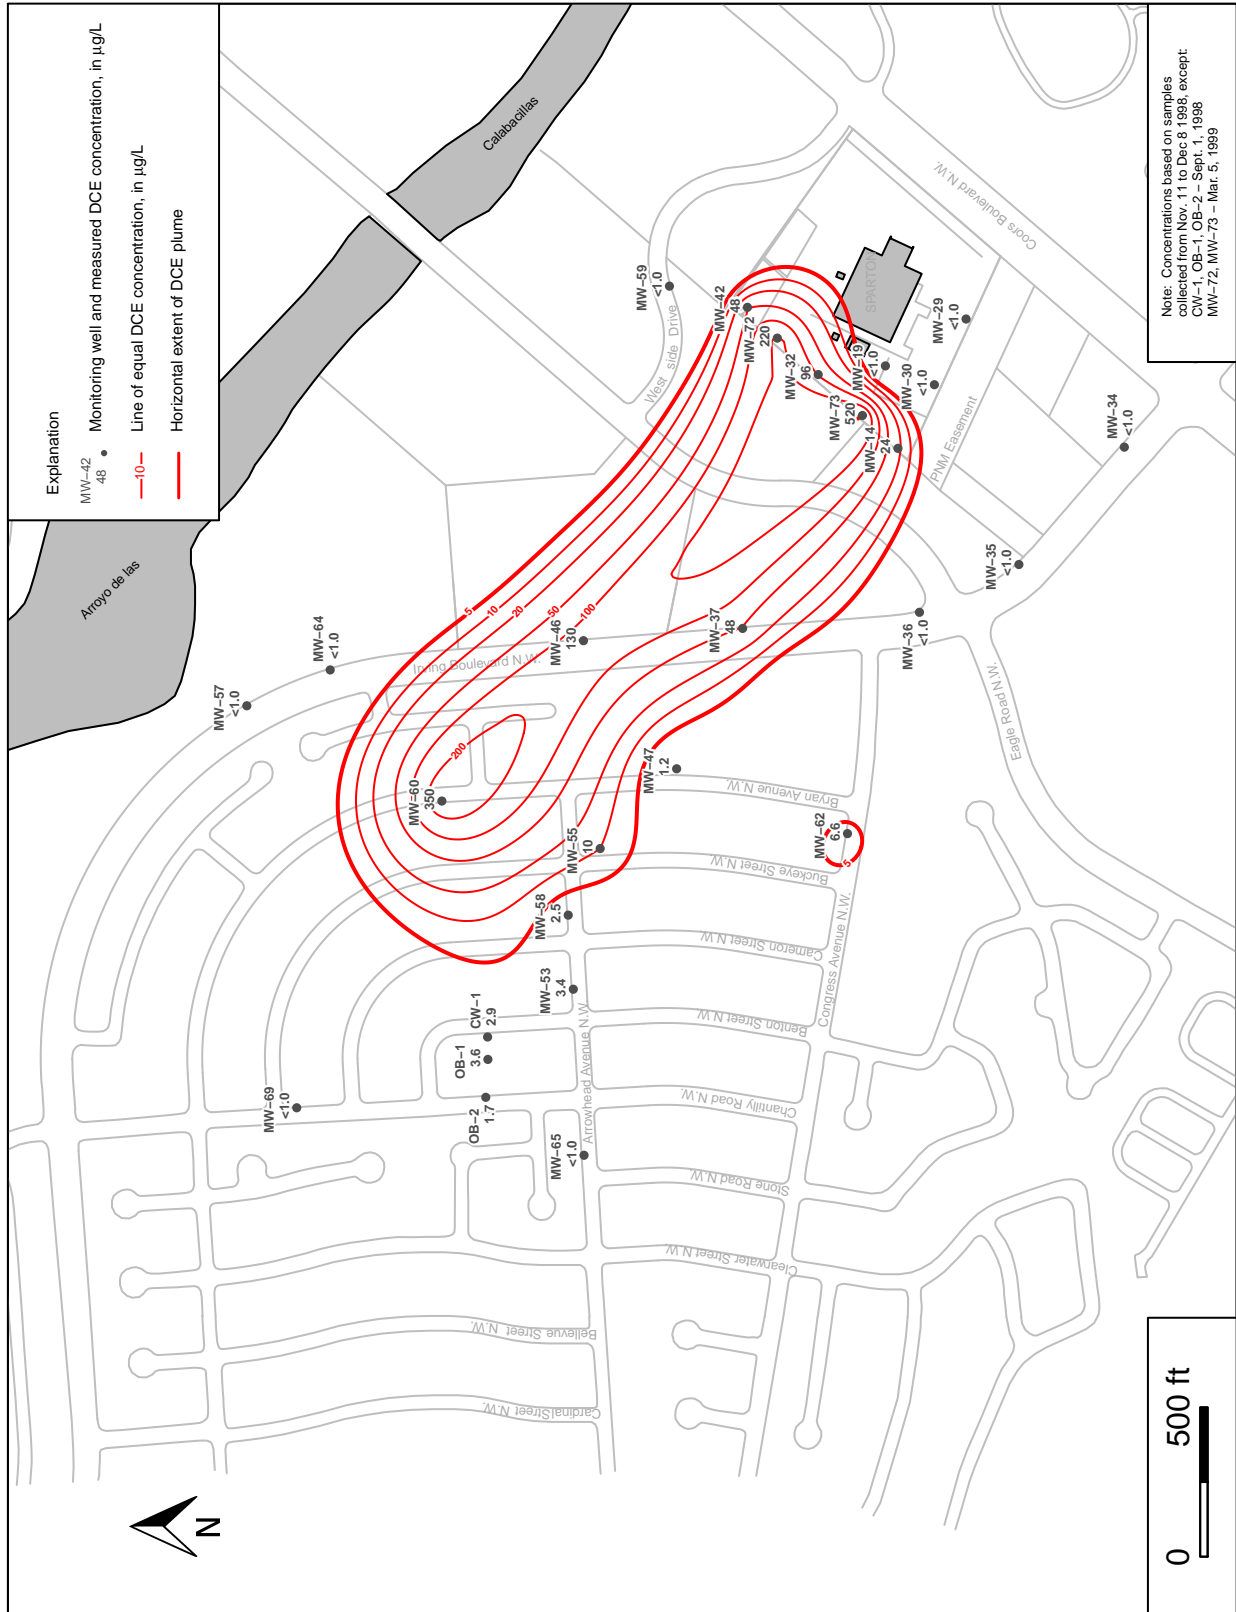 Explanation
MW–42
48
Monitoring well and measured DCE concentration, in µg/L
10
Line of equal DCE concentration, in µg/L
Horizontal extent of DCE plume
Arroyo de las
Calabacillas
MW–57
<1.0
MW–64
<1.0
MW–59
<1.0
MW–42
48
MW–72
220
MW–32
96
MW–73
520
MW–19
<1.0
MW–14
24
MW–30
<1.0
MW–29
<1.0
MW–34
<1.0
MW–35
<1.0
MW–36
<1.0
MW–37
48
MW–46
130
MW–47
1.2
MW–60
350
MW–55
10
MW–58
2.5
MW–62
6.6
MW–53
3.4
CW–1
2.9
OB–1
3.6
OB–2
1.7
MW–69
<1.0
MW–65
<1.0
5
10
20
50
100
200
5
SPARTON
West side Drive
Coors Boulevard N.W.
PNM Easement
Irving Boulevard N.W.
Eagle Road N.W.
Bryan Avenue N.W.
Buckeye Street N.W.
Cameron Street N.W.
Congress Avenue N.W.
Benton Street N.W.
Arrowhead Avenue N.W.
Chantilly Road N.W.
Stone Road N.W.
Clearwater Street N.W.
Bellevue Street N.W.
Cardinal Street N.W.
Note: Concentrations based on samples
collected from Nov. 11 to Dec 8 1998, except:
CW–1, OB–1, OB–2 – Sept. 1, 1998
MW–72, MW–73 – Mar. 5, 1999
N
0 500 ft